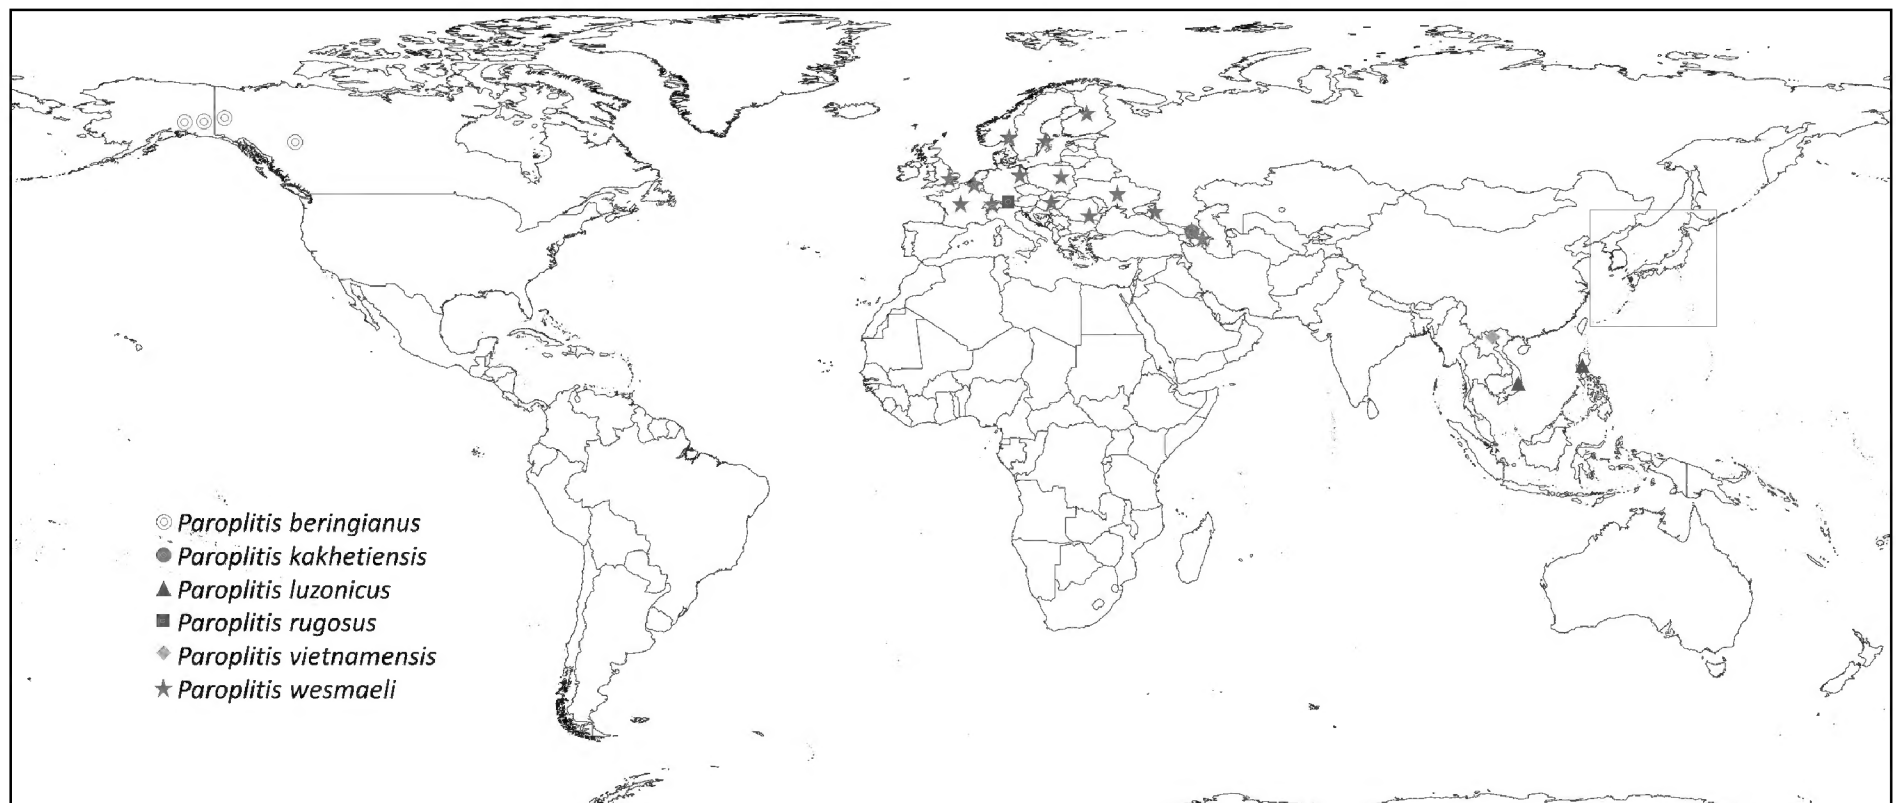 Paroplitis beringianus
Paroplitis kakhetiensis
Paroplitis luzonicus
Paroplitis rugosus
Paroplitis vietnamensis
Paroplitis wesmaeli